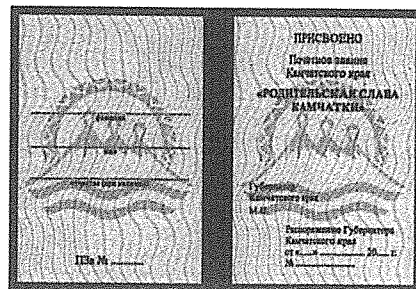 фамилия
имя
отчество (при наличии)
ПЗв № ..........
ПРИСВОЕНО
Почетное звание
Камчатского края
«РОДИТЕЛЬСКАЯ СЛАВА
КАМЧАТКИ»
Губернатор
Камчатского края
М.П.
Распоряжение Губернатора
Камчатского края
от «....» ............ 20.... г.
№ ....................